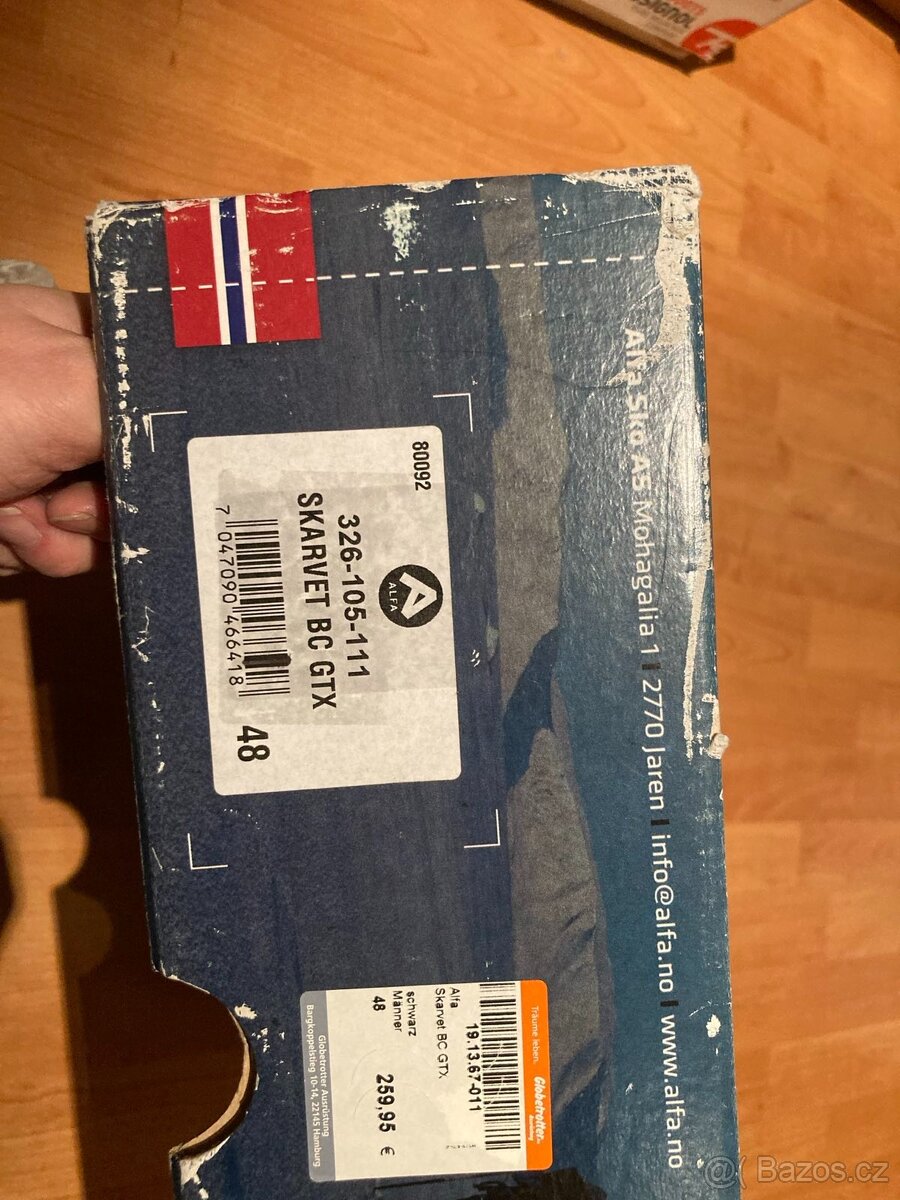 Alfa Sko AS Mohagalia 1 | 2770 Jaren | info@alfa.no | www.alfa.no
80092
ALFA
326-105-111
SKARVET BC GTX
7 047090 466418
48
Träume leben.
Globetrotter
Ausrüstung
19.13.67-011
Alfa
Skarvet BC GTX
schwarz
Männer
48
259,95 €
Globetrotter Ausrüstung
Bargkoppelstieg 10-14, 22145 Hamburg
Bazos.cz